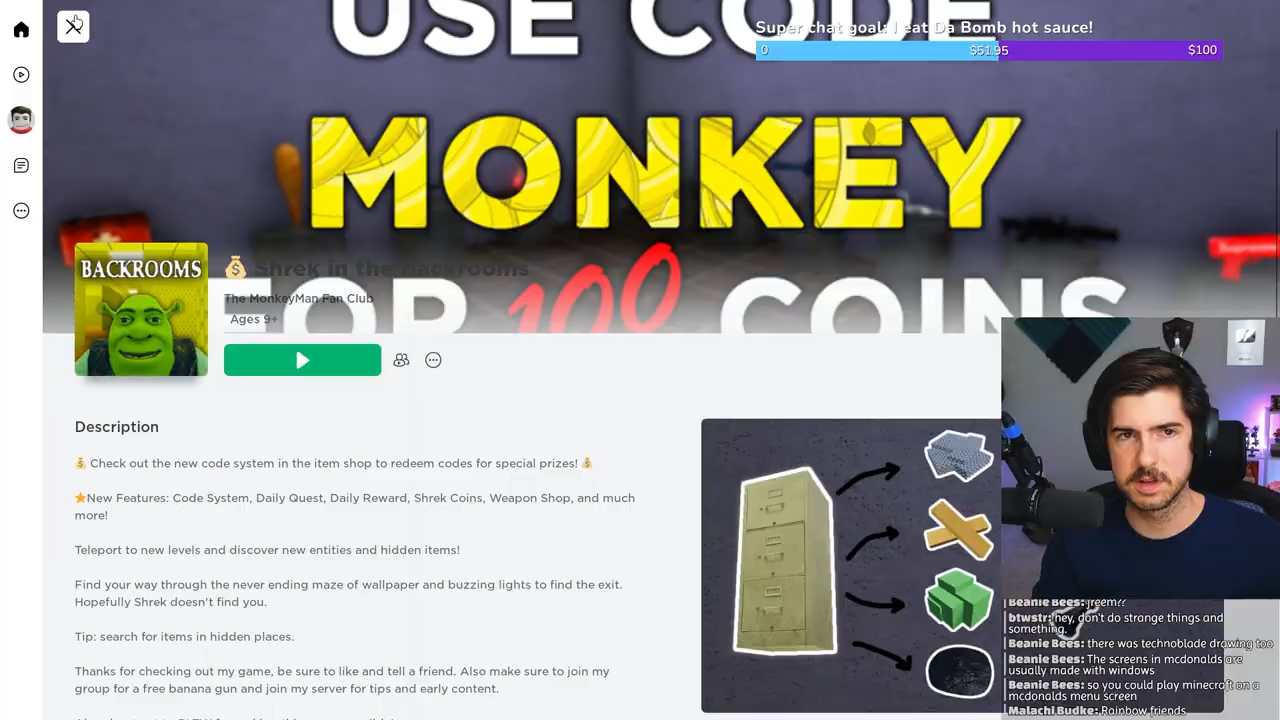 USE CODE
Super chat goal: I eat Da Bomb hot sauce!
0
$51.95
$100
MONKEY
BACKROOMS
💰 Shrek in the Backrooms
The MonkeyMan Fan Club
Ages 9+
FOR 100 COINS
Description
💰 Check out the new code system in the item shop to redeem codes for special prizes! 💰
⭐New Features: Code System, Daily Quest, Daily Reward, Shrek Coins, Weapon Shop, and much
more!
Teleport to new levels and discover new entities and hidden items!
Find your way through the never ending maze of wallpaper and buzzing lights to find the exit.
Hopefully Shrek doesn't find you.
Tip: search for items in hidden places.
Thanks for checking out my game, be sure to like and tell a friend. Also make sure to join my
group for a free banana gun and join my server for tips and early content.
Beanie Bees: jreem??
btwstr: hey, don't do strange things and
something.
Beanie Bees: there was technoblade drawing too
Beanie Bees: The screens in mcdonalds are
usually made with windows
Beanie Bees: so you could play minecraft on a
mcdonalds menu screen
Malachi Budke: Rainbow friends